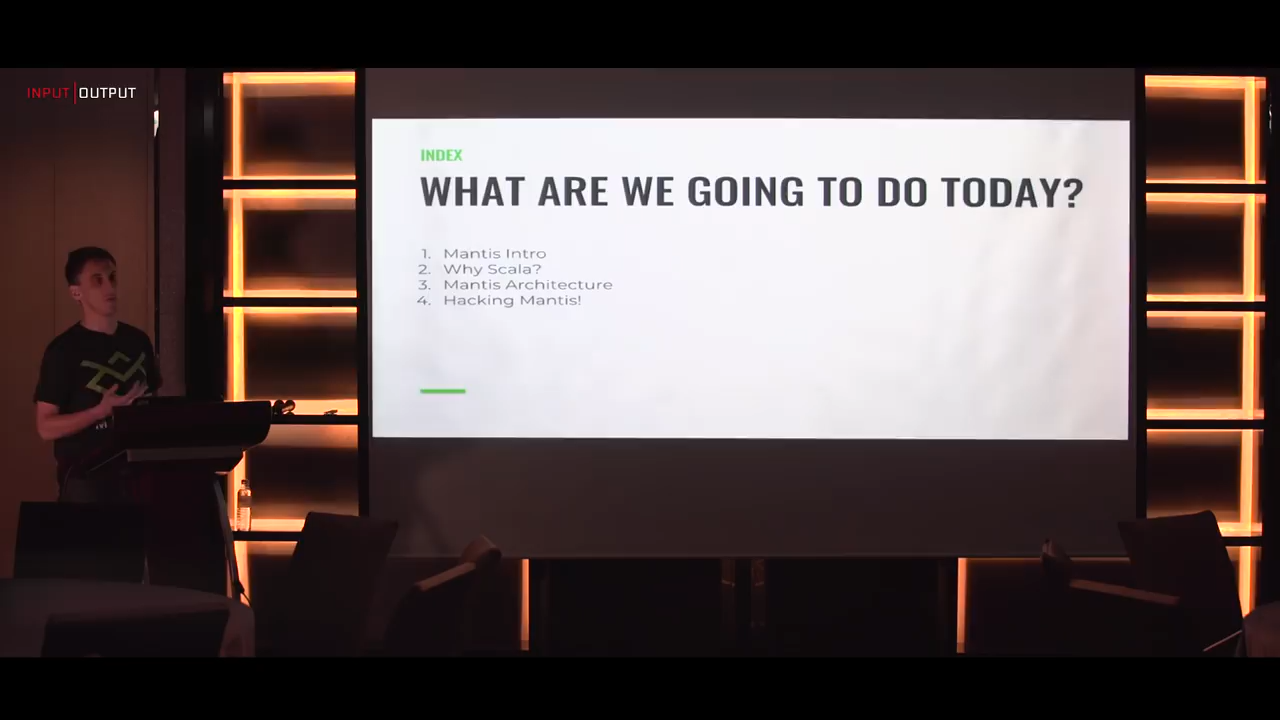 INPUT|OUTPUT
INDEX
WHAT ARE WE GOING TO DO TODAY?
1. Mantis Intro
2. Why Scala?
3. Mantis Architecture
4. Hacking Mantis!